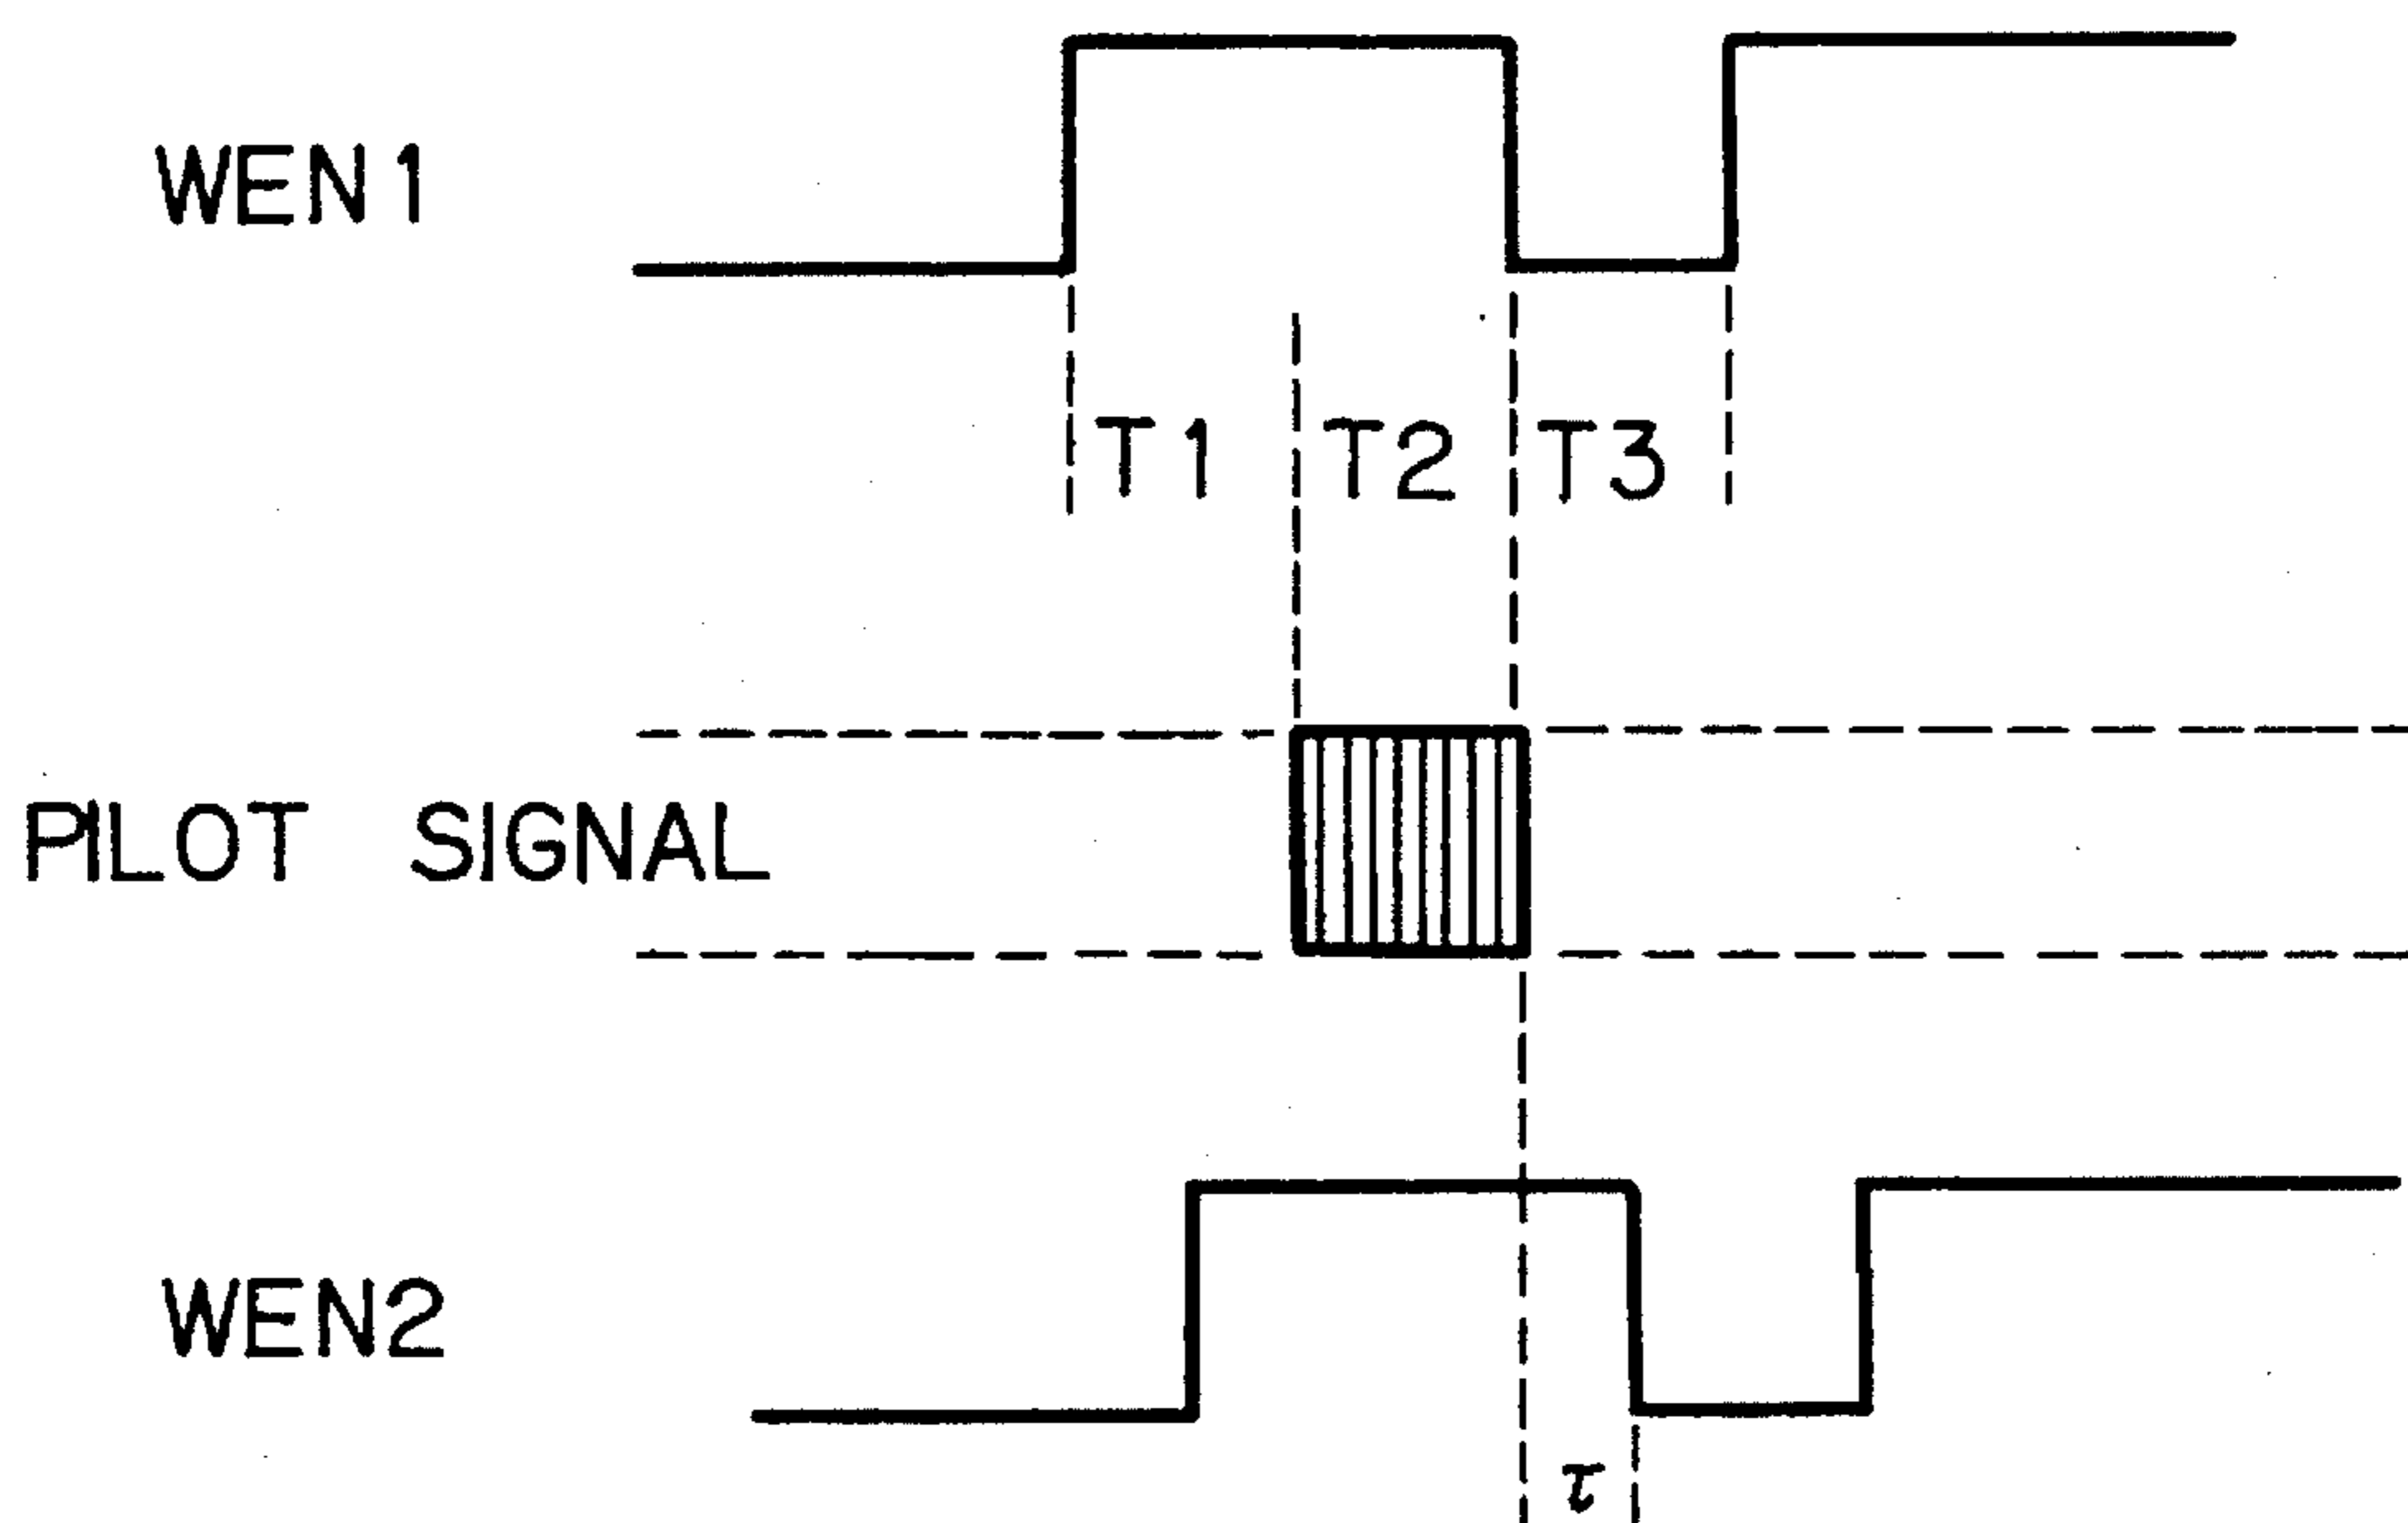 WEN1
T1 T2 T3
PILOT SIGNAL
WEN2
τ